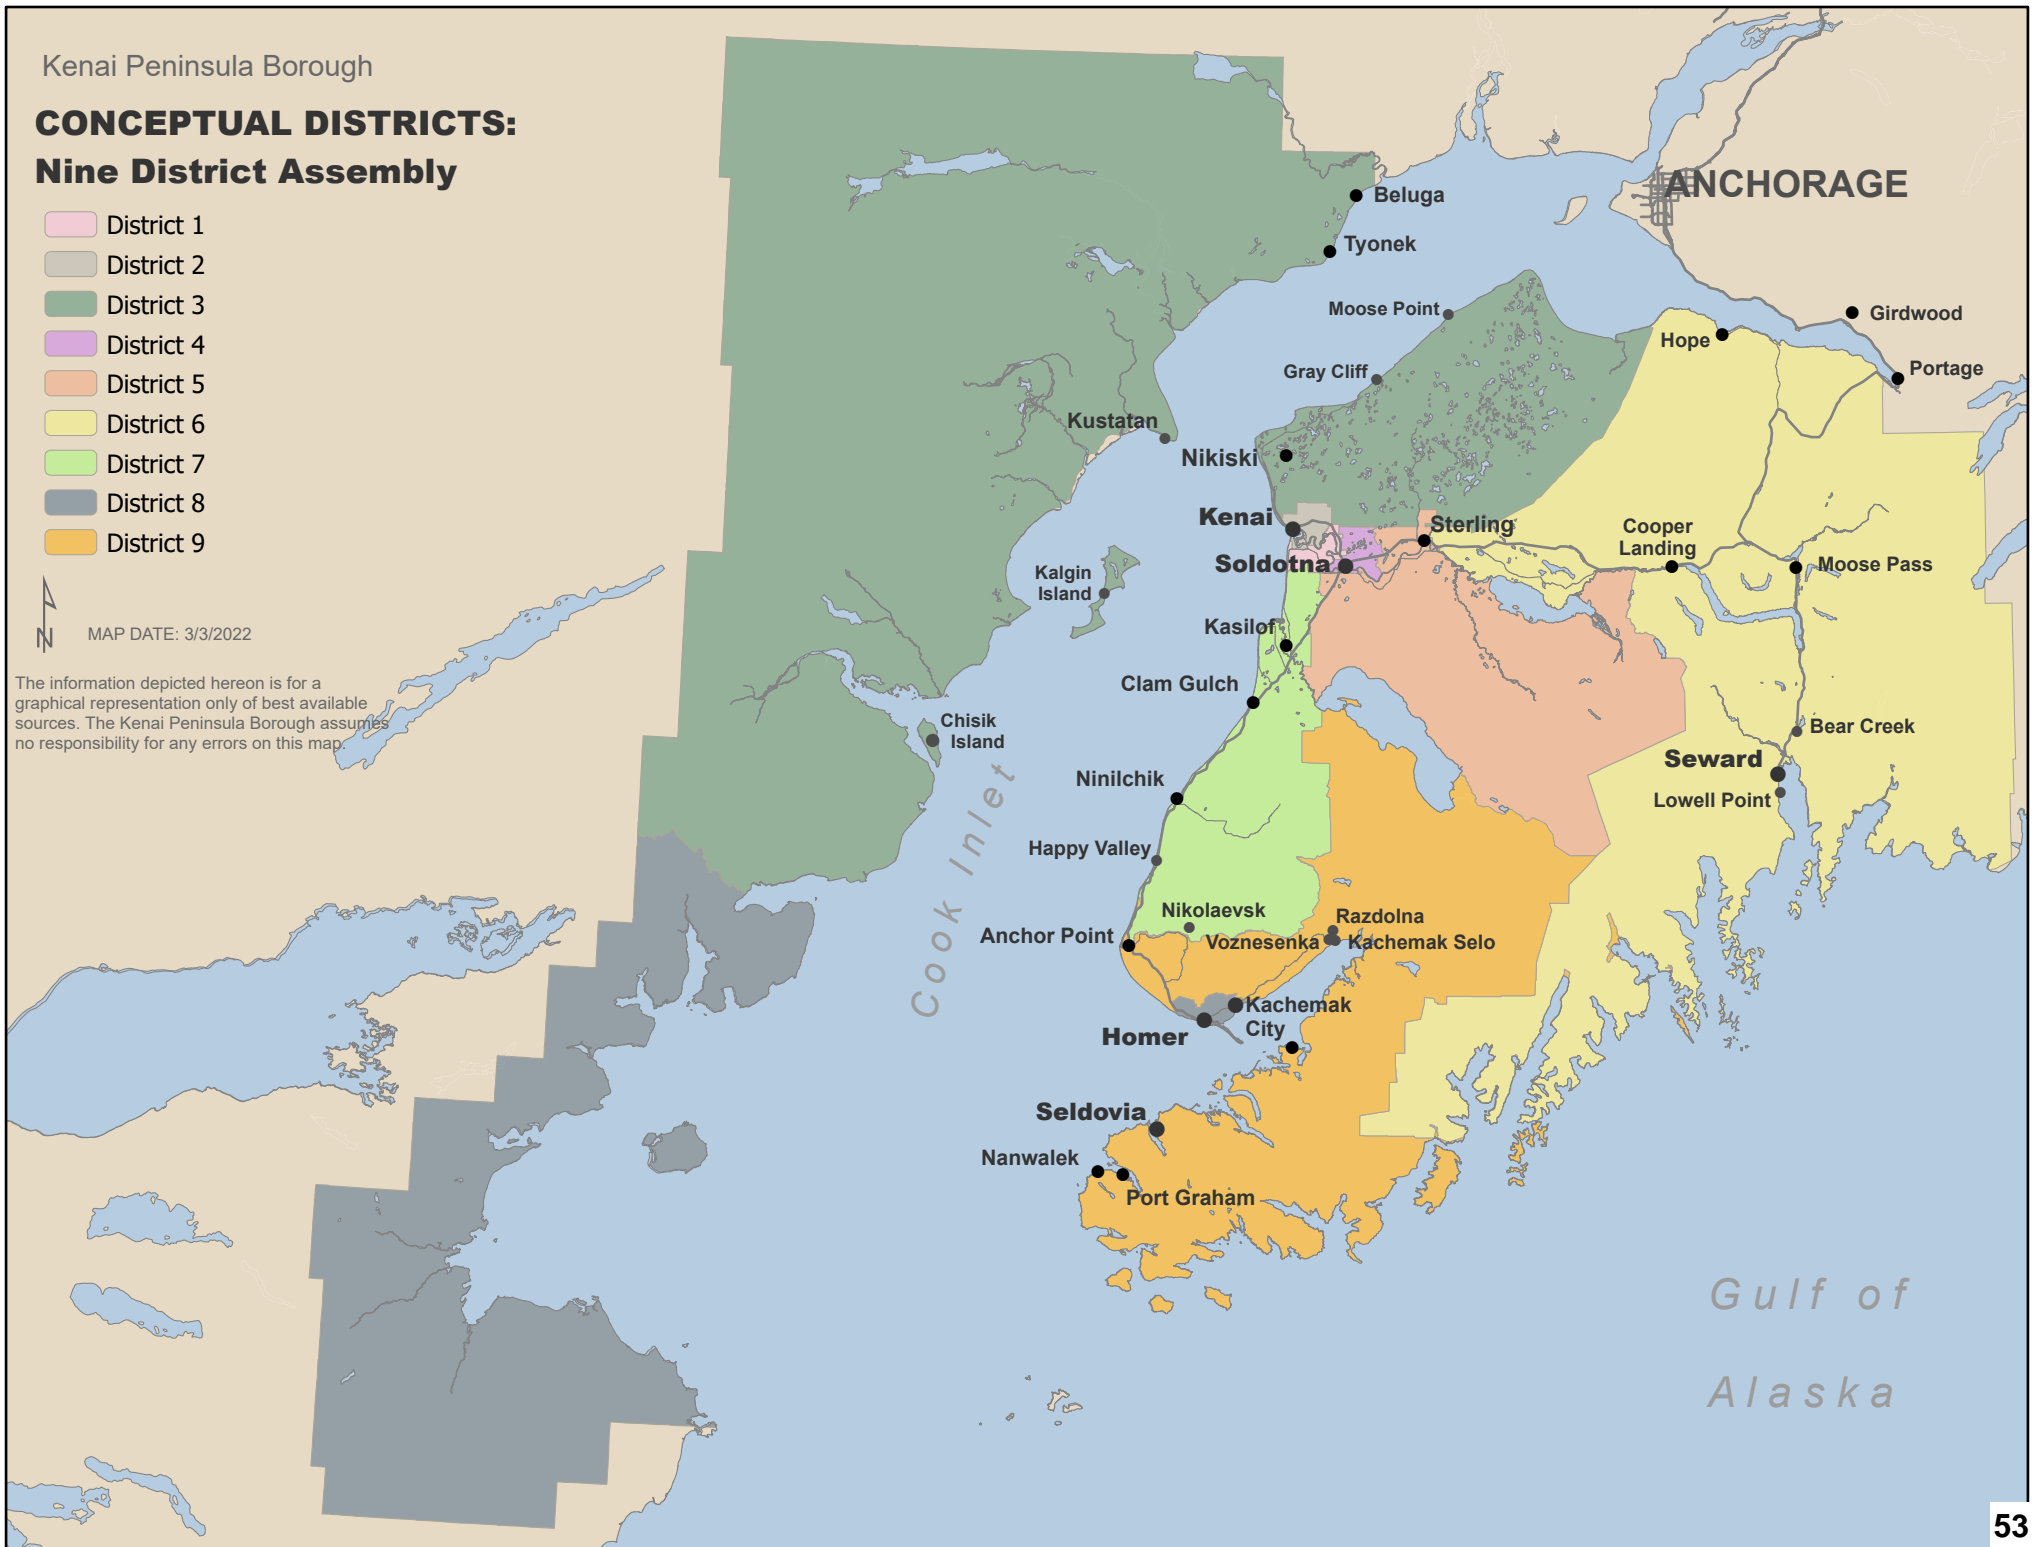 Kenai Peninsula Borough
CONCEPTUAL DISTRICTS:
Nine District Assembly
District 1
District 2
District 3
District 4
District 5
District 6
District 7
District 8
District 9
N
MAP DATE: 3/3/2022
The information depicted hereon is for a
graphical representation only of best available
sources. The Kenai Peninsula Borough assumes
no responsibility for any errors on this map.
ANCHORAGE
Beluga
Tyonek
Moose Point
Girdwood
Hope
Portage
Gray Cliff
Kustatan
Nikiski
Kenai
Sterling
Cooper
Landing
Soldotna
Moose Pass
Kalgin
Island
Kasilof
Clam Gulch
Chisik
Island
Bear Creek
Seward
Lowell Point
Ninilchik
Cook Inlet
Happy Valley
Nikolaevsk
Razdolna
Anchor Point
Voznesenka
Kachemak Selo
Kachemak
City
Homer
Seldovia
Nanwalek
Port Graham
Gulf of
Alaska
53